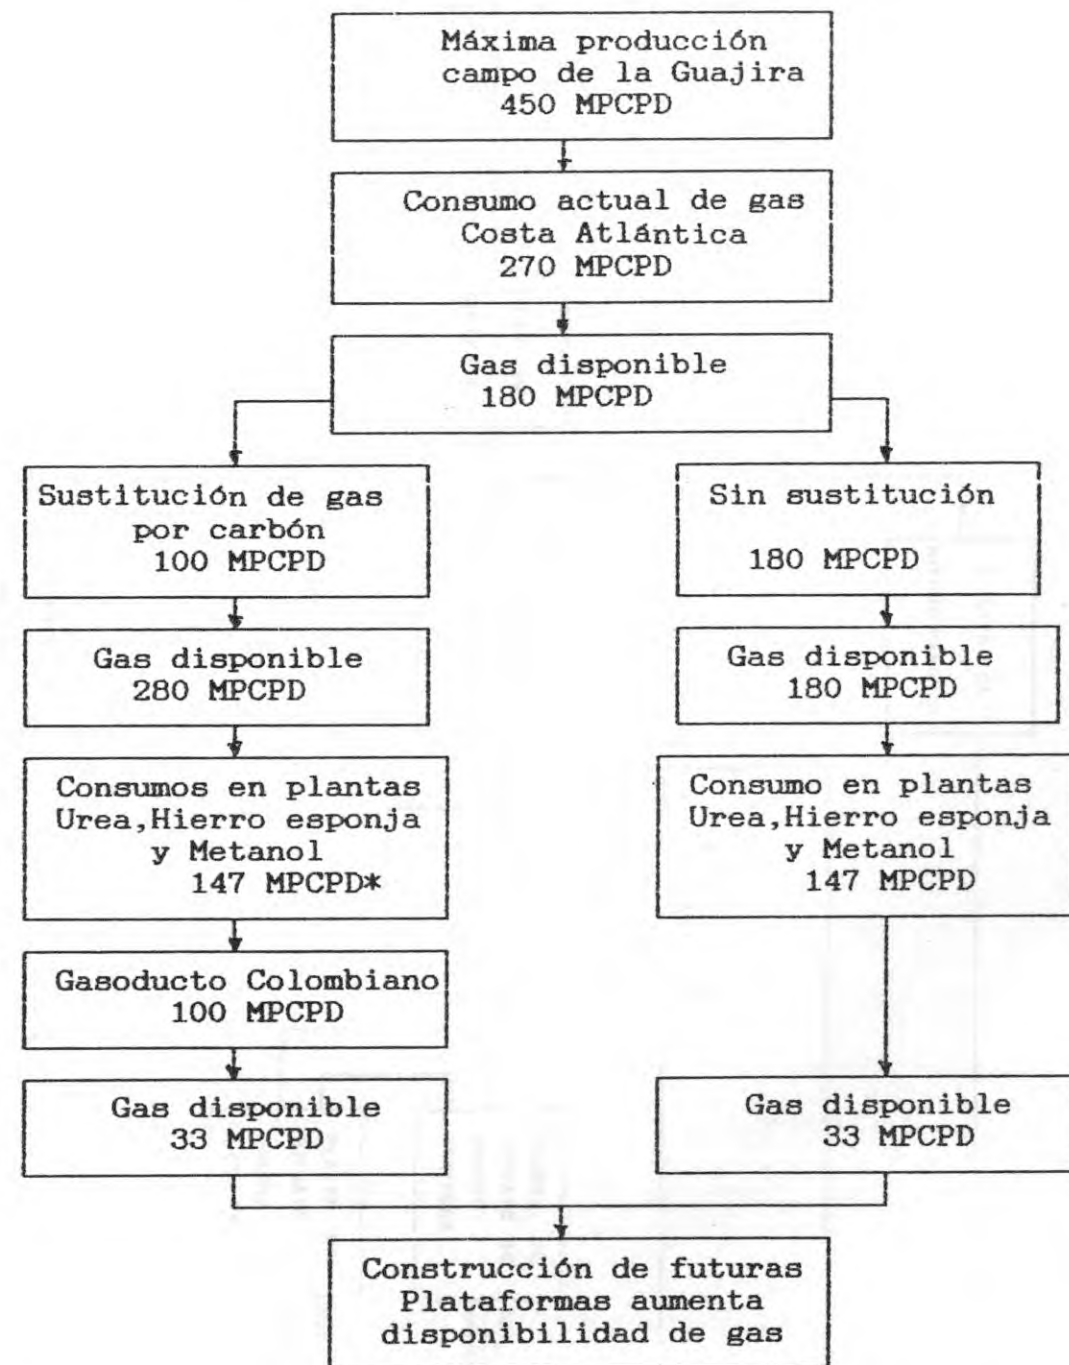 Máxima producción
campo de la Guajira
450 MPCPD
Consumo actual de gas
Costa Atlántica
270 MPCPD
Gas disponible
180 MPCPD
Sustitución de gas
por carbón
100 MPCPD
Gas disponible
280 MPCPD
Consumos en plantas
Urea,Hierro esponja
y Metanol
147 MPCPD*
Gasoducto Colombiano
100 MPCPD
Gas disponible
33 MPCPD
Sin sustitución
180 MPCPD
Gas disponible
180 MPCPD
Consumo en plantas
Urea,Hierro esponja
y Metanol
147 MPCPD
Gas disponible
33 MPCPD
Construcción de futuras
Plataformas aumenta
disponibilidad de gas